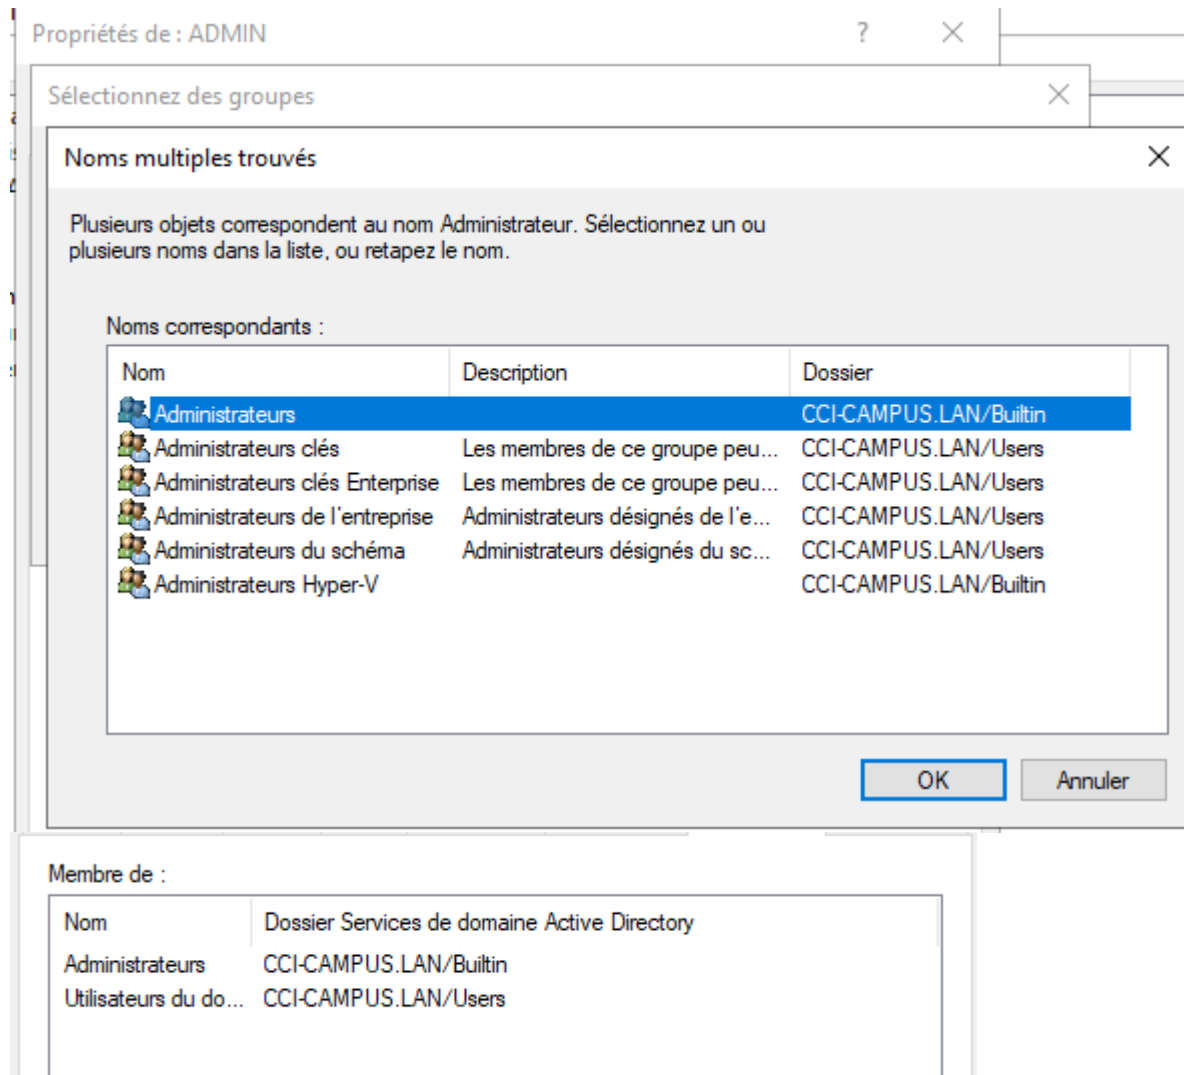 Propriétés de : ADMIN ?
Sélectionnez des groupes
Noms multiples trouvés
Plusieurs objets correspondent au nom Administrateur. Sélectionnez un ou
plusieurs noms dans la liste, ou retapez le nom.
Noms correspondants :
Nom Description Dossier
Administrateurs CCI-CAMPUS.LAN/Builtin
Administrateurs clés Les membres de ce groupe peu... CCI-CAMPUS.LAN/Users
Administrateurs clés Enterprise Les membres de ce groupe peu... CCI-CAMPUS.LAN/Users
Administrateurs de l'entreprise Administrateurs désignés de l'e... CCI-CAMPUS.LAN/Users
Administrateurs du schéma Administrateurs désignés du sc... CCI-CAMPUS.LAN/Users
Administrateurs Hyper-V CCI-CAMPUS.LAN/Builtin
OK Annuler
Membre de :
Nom Dossier Services de domaine Active Directory
Administrateurs CCI-CAMPUS.LAN/Builtin
Utilisateurs du do... CCI-CAMPUS.LAN/Users